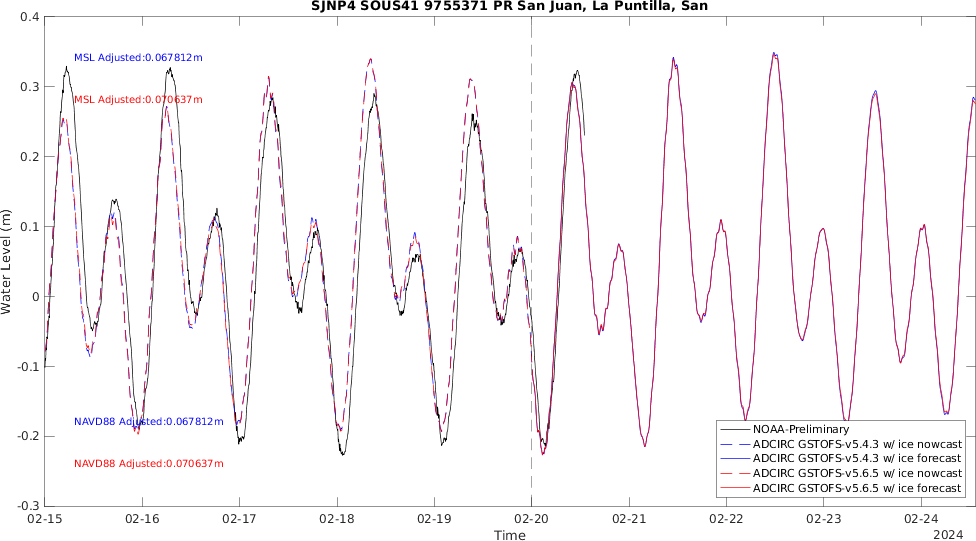 SJNP4 SOUS41 9755371 PR San Juan, La Puntilla, San
0.4
0.3
0.2
0.1
0
-0.1
-0.2
-0.3
Water Level (m)
MSL Adjusted:0.067812m
MSL Adjusted:0.070637m
NAVD88 Adjusted:0.067812m
NAVD88 Adjusted:0.070637m
NOAA-Preliminary
ADCIRC GSTOFS-v5.4.3 w/ ice nowcast
ADCIRC GSTOFS-v5.4.3 w/ ice forecast
ADCIRC GSTOFS-v5.6.5 w/ ice nowcast
ADCIRC GSTOFS-v5.6.5 w/ ice forecast
02-15 02-16 02-17 02-18 02-19 02-20 02-21 02-22 02-23 02-24
Time
2024